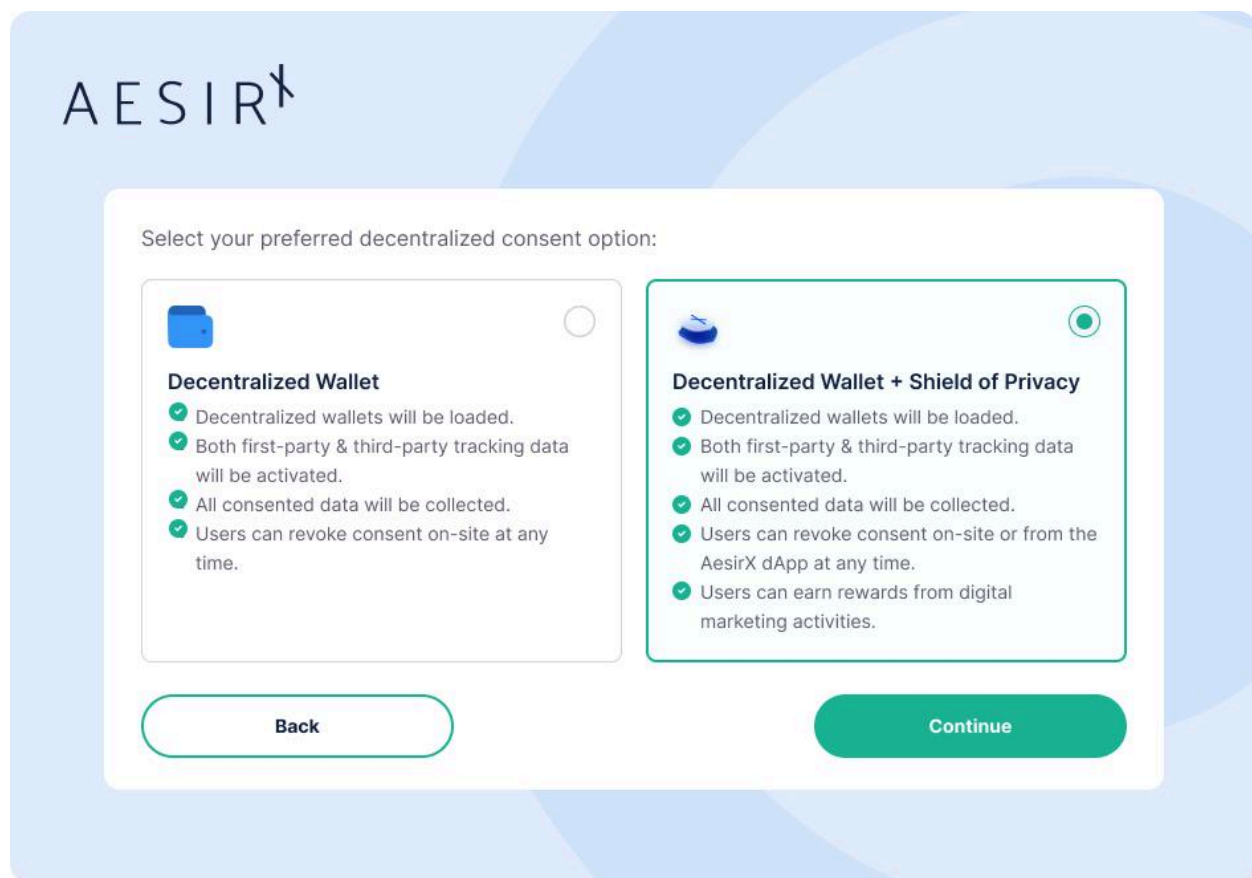 AESIRX
Select your preferred decentralized consent option:
Decentralized Wallet
Decentralized wallets will be loaded.
Both first-party & third-party tracking data
will be activated.
All consented data will be collected.
Users can revoke consent on-site at any
time.
Decentralized Wallet + Shield of Privacy
Decentralized wallets will be loaded.
Both first-party & third-party tracking data
will be activated.
All consented data will be collected.
Users can revoke consent on-site or from the
AesirX dApp at any time.
Users can earn rewards from digital
marketing activities.
Back
Continue